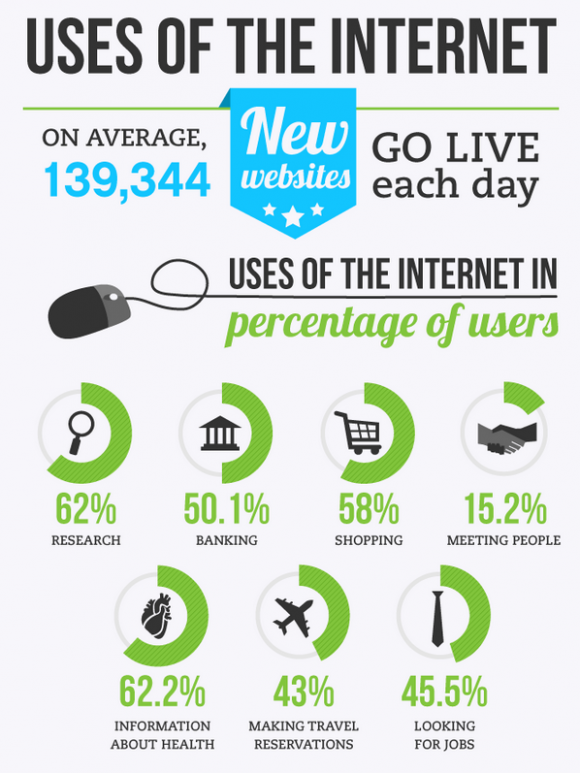 USES OF THE INTERNET
ON AVERAGE,
139,344
New
websites
GO LIVE
each day
USES OF THE INTERNET IN
percentage of users
62%
RESEARCH
50.1%
BANKING
58%
SHOPPING
15.2%
MEETING PEOPLE
62.2%
INFORMATION
ABOUT HEALTH
43%
MAKING TRAVEL
RESERVATIONS
45.5%
LOOKING
FOR JOBS